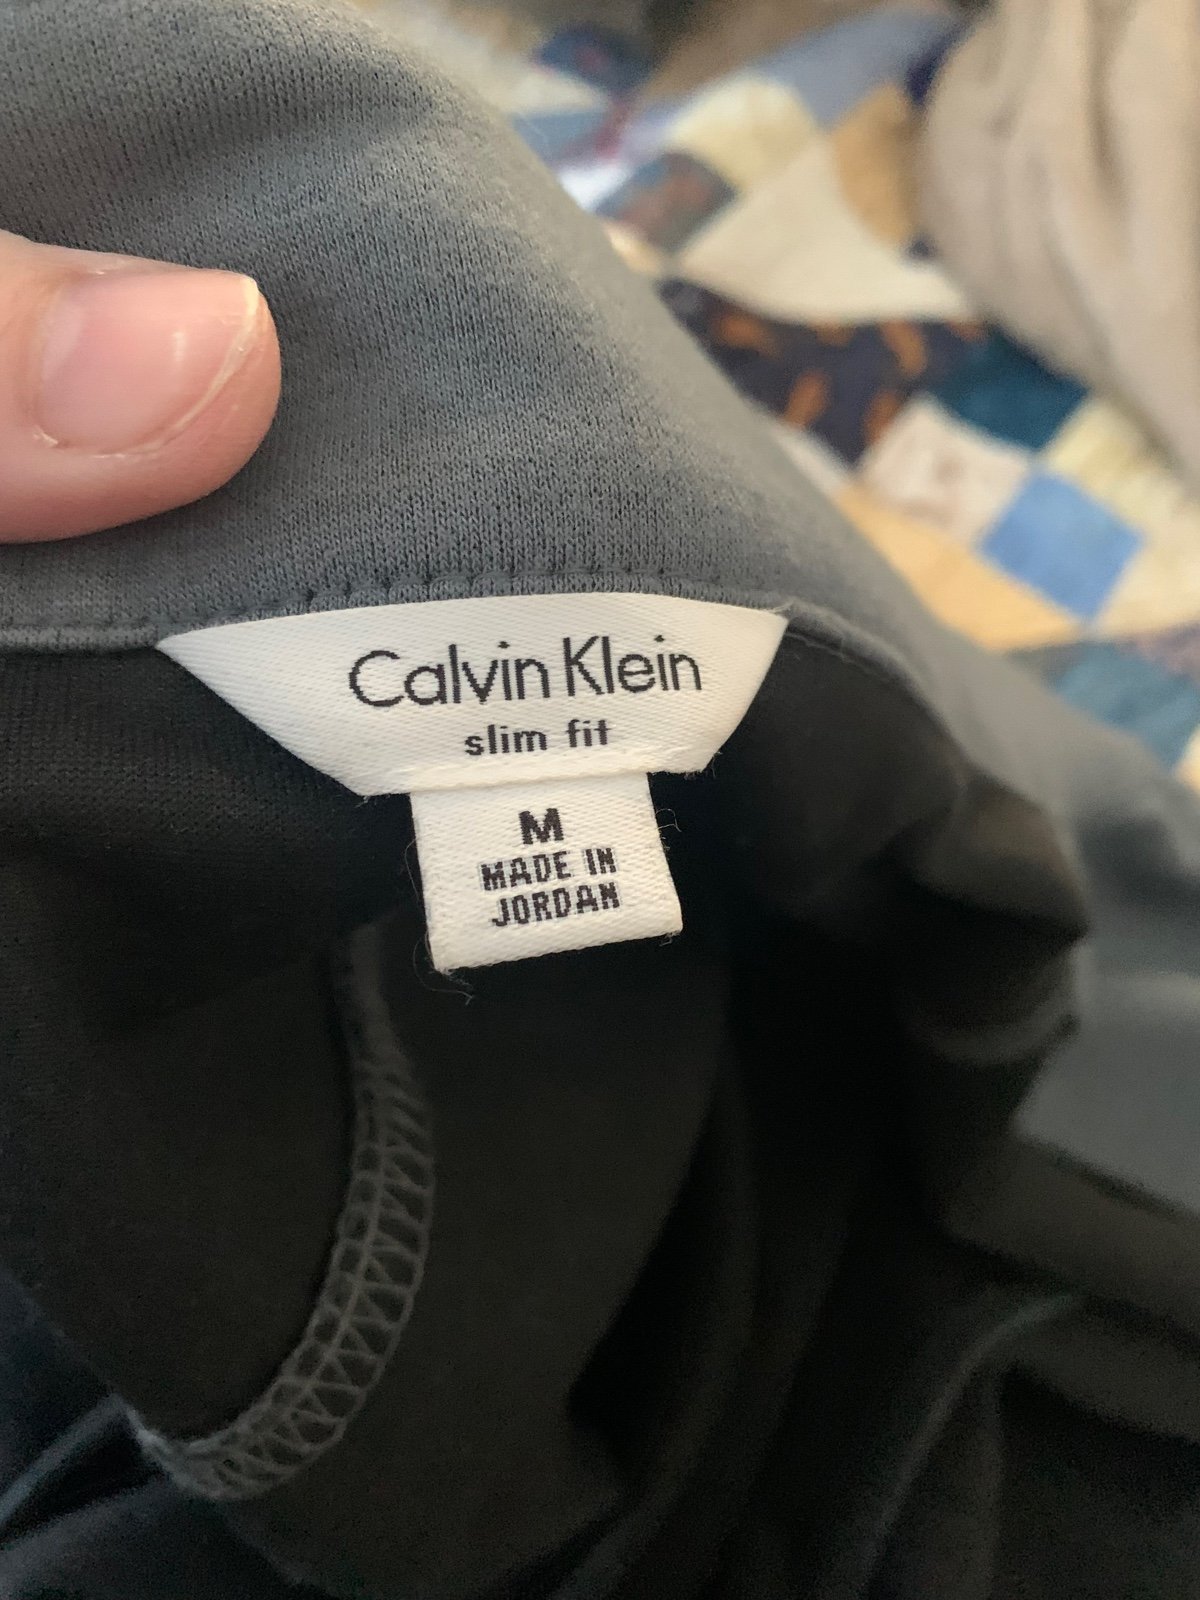 Calvin Klein
slim fit
M
MADE IN
JORDAN